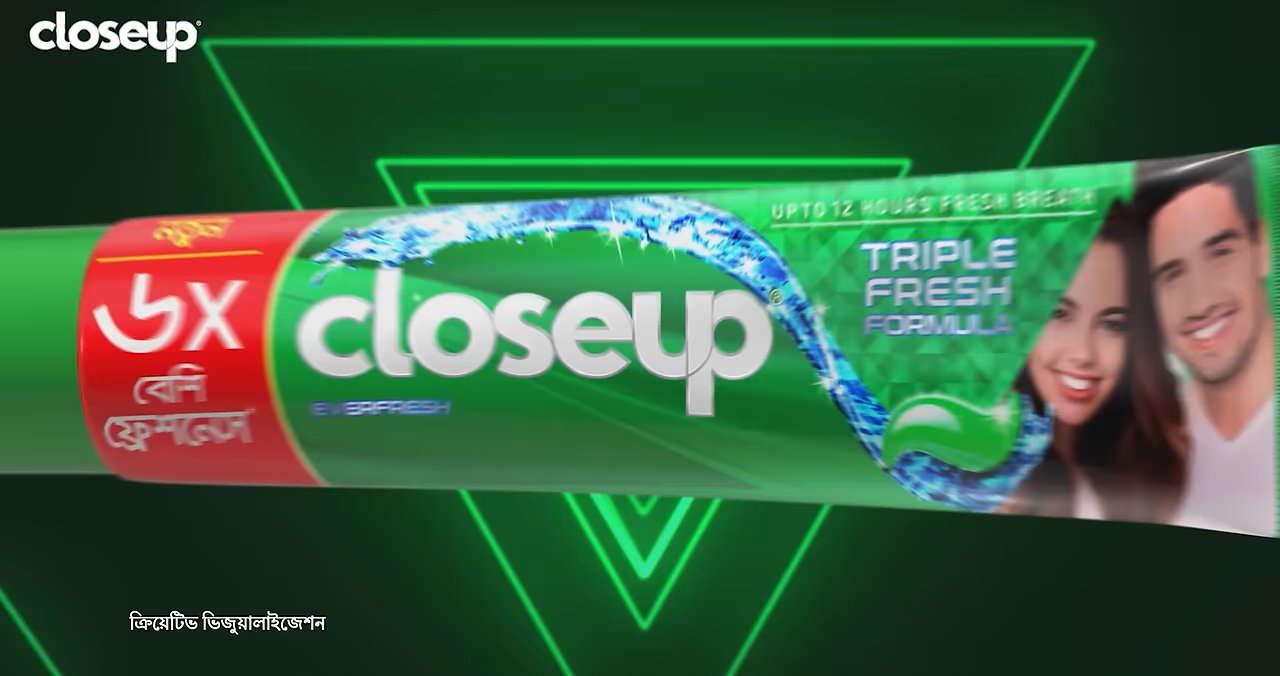 closeup
নতুন
৬X
বেশি
ফ্রেশনেস
closeup
EVERFRESH
UPTO 12 HOURS FRESH BREATH
TRIPLE
FRESH
FORMULA
ক্রিয়েটিভ ভিজুয়ালাইজেশন